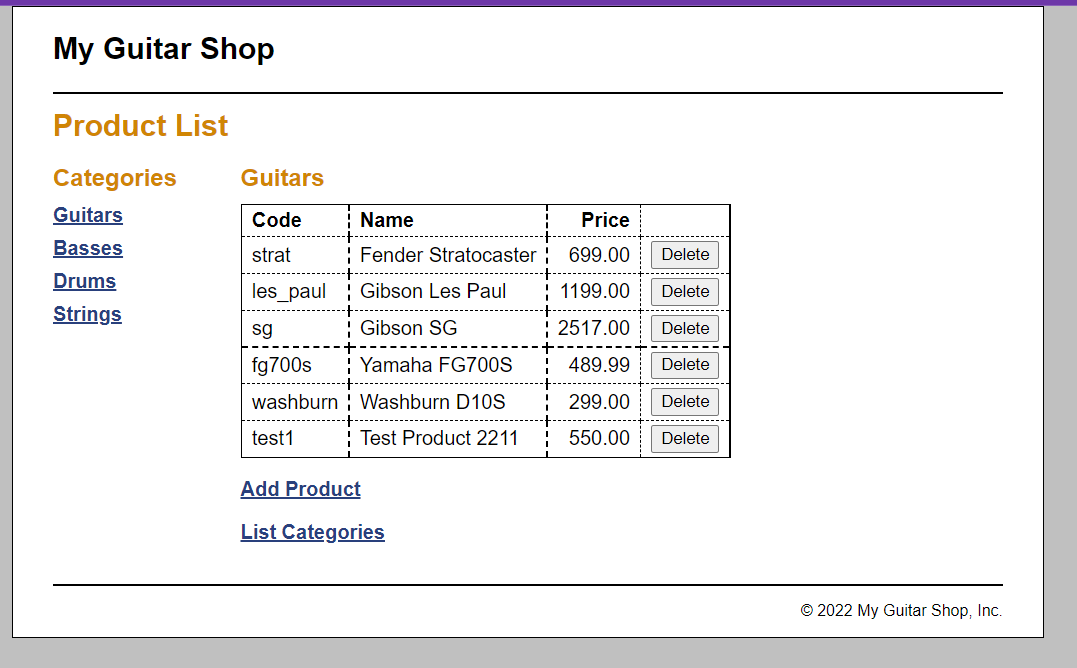 My Guitar Shop
Product List
Categories
Guitars
Basses
Drums
Strings
Guitars
Code Name Price
strat Fender Stratocaster 699.00 Delete
les_paul Gibson Les Paul 1199.00 Delete
sg Gibson SG 2517.00 Delete
fg700s Yamaha FG700S 489.99 Delete
washburn Washburn D10S 299.00 Delete
test1 Test Product 2211 550.00 Delete
Add Product
List Categories
© 2022 My Guitar Shop, Inc.